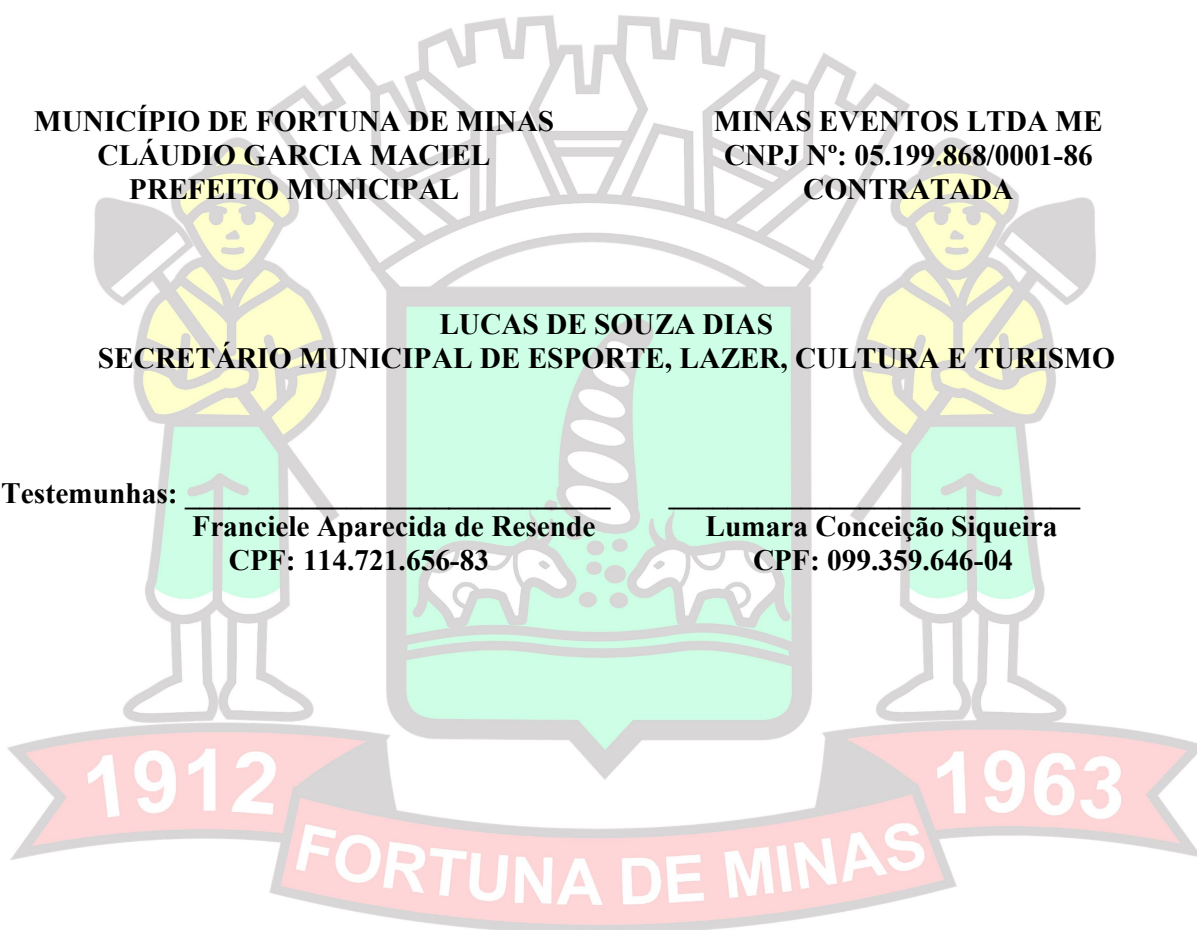 MUNICÍPIO DE FORTUNA DE MINAS
CLÁUDIO GARCIA MACIEL
PREFEITO MUNICIPAL
MINAS EVENTOS LTDA ME
CNPJ Nº: 05.199.868/0001-86
CONTRATADA
LUCAS DE SOUZA DIAS
SECRETÁRIO MUNICIPAL DE ESPORTE, LAZER, CULTURA E TURISMO
Testemunhas: ______________________________ _____________________________
Franciele Aparecida de Resende
CPF: 114.721.656-83
Lumara Conceição Siqueira
CPF: 099.359.646-04
1912
1963
FORTUNA DE MINAS